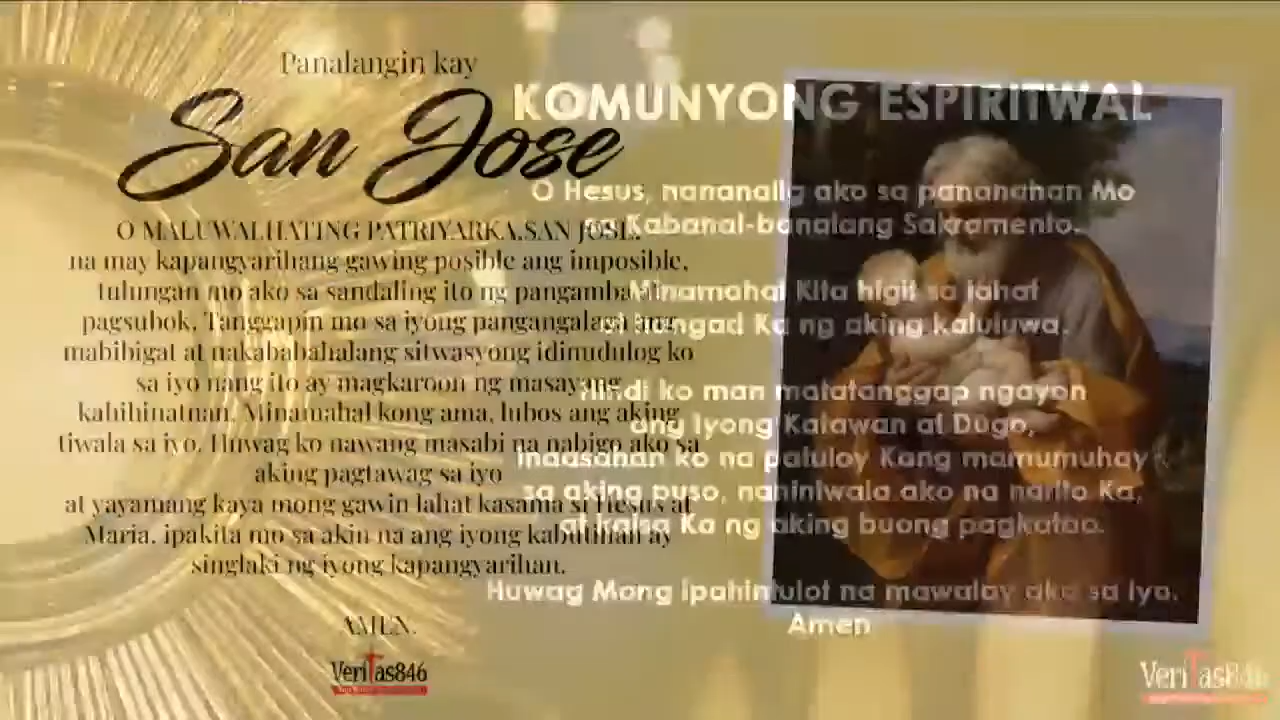 Panalangin kay
San Jose
O MALUWALHATING PATRIYARKA,SAN JOSE,
na may kapangyarihang gawing posible ang imposible,
tulungan mo ako sa sandaling ito ng pangamba at
pagsubok. Tanggapin mo sa iyong pangangalaga ang
mabibigat at nakababahalang sitwasyong idinudulog ko
sa iyo nang ito ay magkaroon ng masayang
kahihinatnan. Minamahal kong ama, lubos ang aking
tiwala sa iyo. Huwag ko nawang masabi na nabigo ako sa
aking pagtawag sa iyo
at yayamang kaya mong gawin lahat kasama si Hesus at
Maria, ipakita mo sa akin na ang iyong kabutihan ay
singlaki ng iyong kapangyarihan.
AMEN.
Veritas846
KOMUNYONG ESPIRITWAL
O Hesus, nananalig ako sa pananahan Mo
sa Kabanal-banalang Sakramento.
Minamahal Kita higit sa lahat
at hangad Ka ng aking kaluluwa.
Hindi ko man matatanggap ngayon
ang Iyong Katawan at Dugo,
inaasahan ko na patuloy Kang mamumuhay
sa aking puso, naniniwala ako na narito Ka,
at kaisa Ka ng aking buong pagkatao.
Huwag Mong ipahintulot na mawalay ako sa Iyo.
Amen
Veritas846